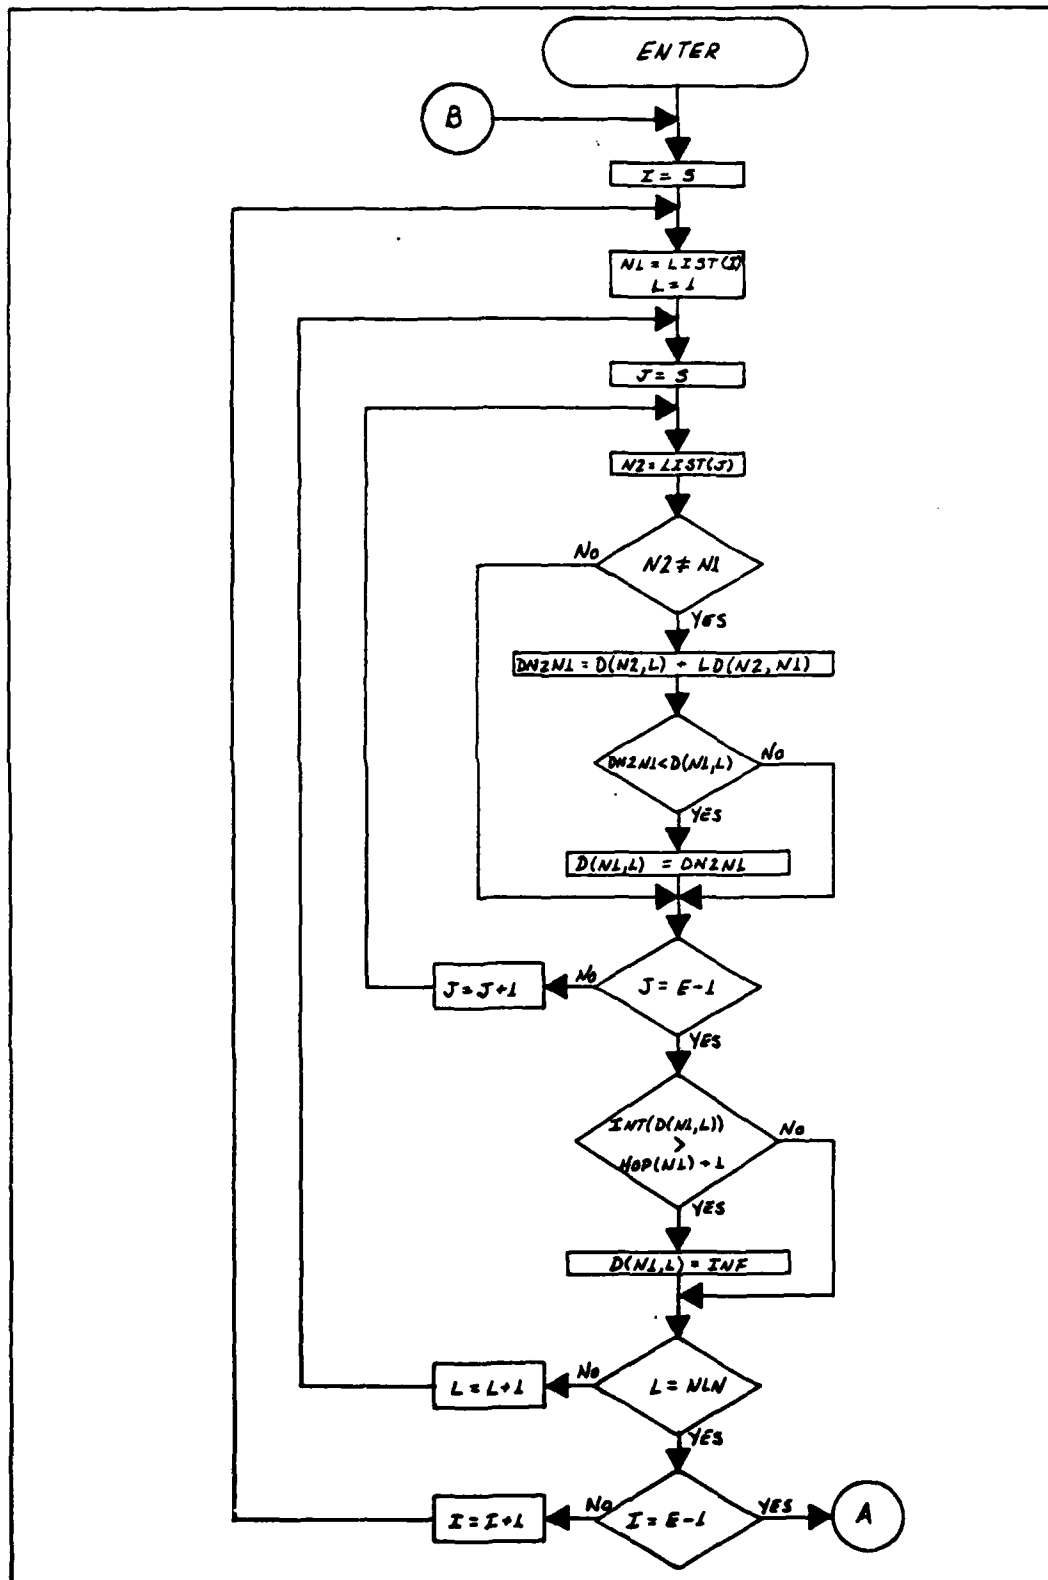 ENTER
B
I = S
N1 = LIST(I)
L = 1
J = S
N2 = LIST(J)
No
N2 ≠ N1
YES
DN2N1 = D(N2,L) + LD(N2,N1)
DN2N1 < D(N1,L)
No
YES
D(N1,L) = DN2N1
J = J+1
No
J = E-1
YES
INT(D(N1,L))
>
HOP(N1) + 1
No
YES
D(N1,L) = INF
L = L+1
No
L = NLN
YES
I = I+1
No
I = E-1
YES
A